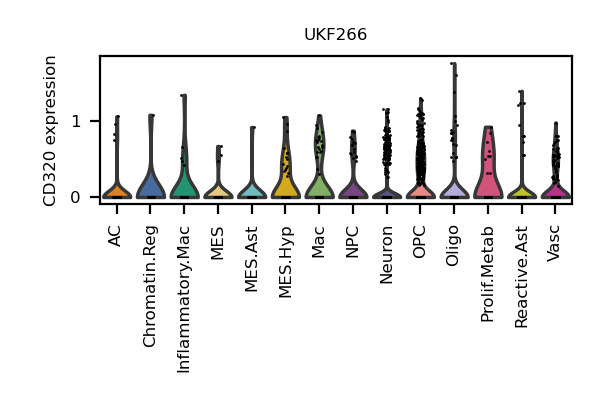 UKF266
CD320 expression
1
0
AC
Chromatin.Reg
Inflammatory.Mac
MES
MES.Ast
MES.Hyp
Mac
NPC
Neuron
OPC
Oligo
Prolif.Metab
Reactive.Ast
Vasc